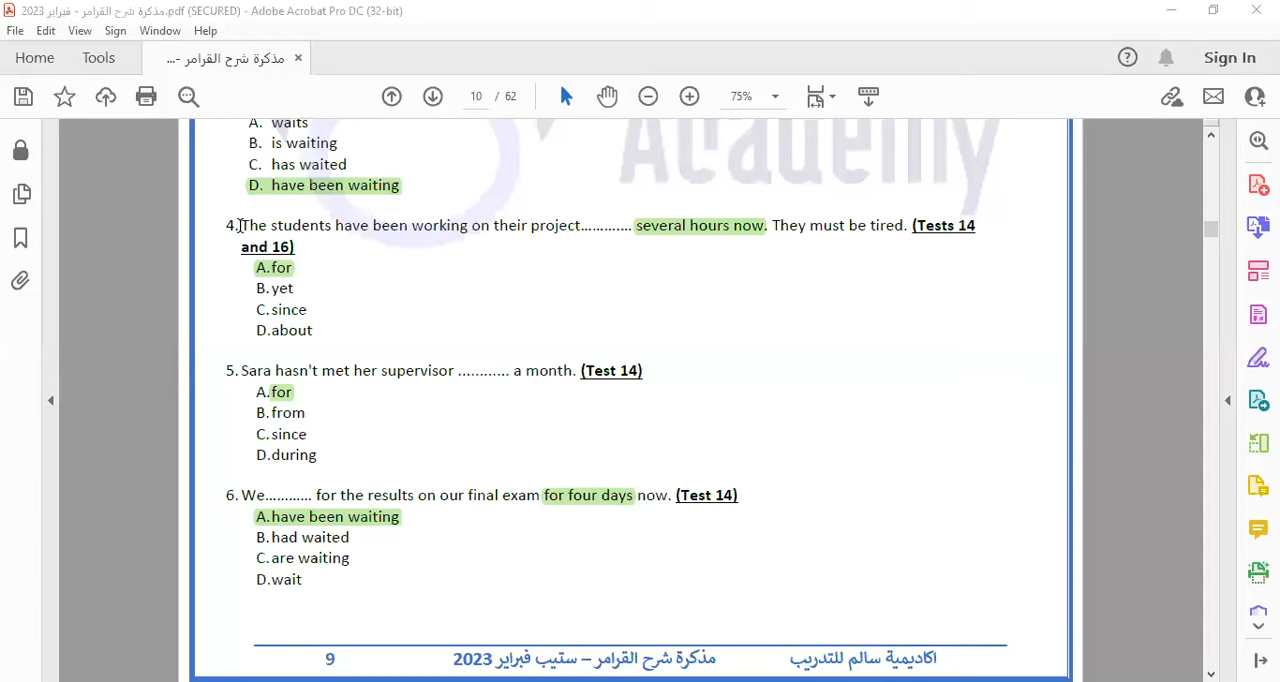 مذكرة شرح القرامر - فبراير 2023.pdf (SECURED) - Adobe Acrobat Pro DC (32-bit)
File Edit View Sign Window Help
Home Tools مذكرة شرح القرامر -... × Sign In
10 / 62 75%
Academy
A. waits
B. is waiting
C. has waited
D. have been waiting
4. The students have been working on their project............. several hours now. They must be tired. (Tests 14
and 16)
A.for
B.yet
C.since
D.about
5. Sara hasn't met her supervisor ............ a month. (Test 14)
A.for
B.from
C.since
D.during
6. We............ for the results on our final exam for four days now. (Test 14)
A.have been waiting
B.had waited
C.are waiting
D.wait
اكاديمية سالم للتدريب مذكرة شرح القرامر – ستيب فبراير 2023 9